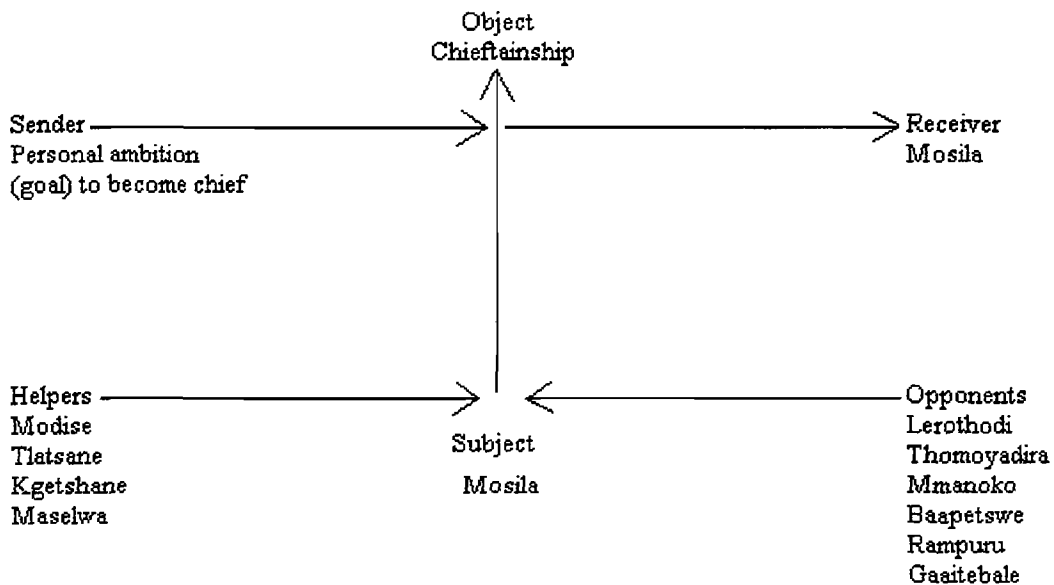 Object
Chieftainship
Sender
Personal ambition
(goal) to become chief
Receiver
Mosila
Helpers
Modise
Tlatsane
Kgetshane
Maselwa
Subject
Mosila
Opponents
Lerothodi
Thomoyadira
Mmanoko
Baapetswe
Rampuru
Gaaitebale